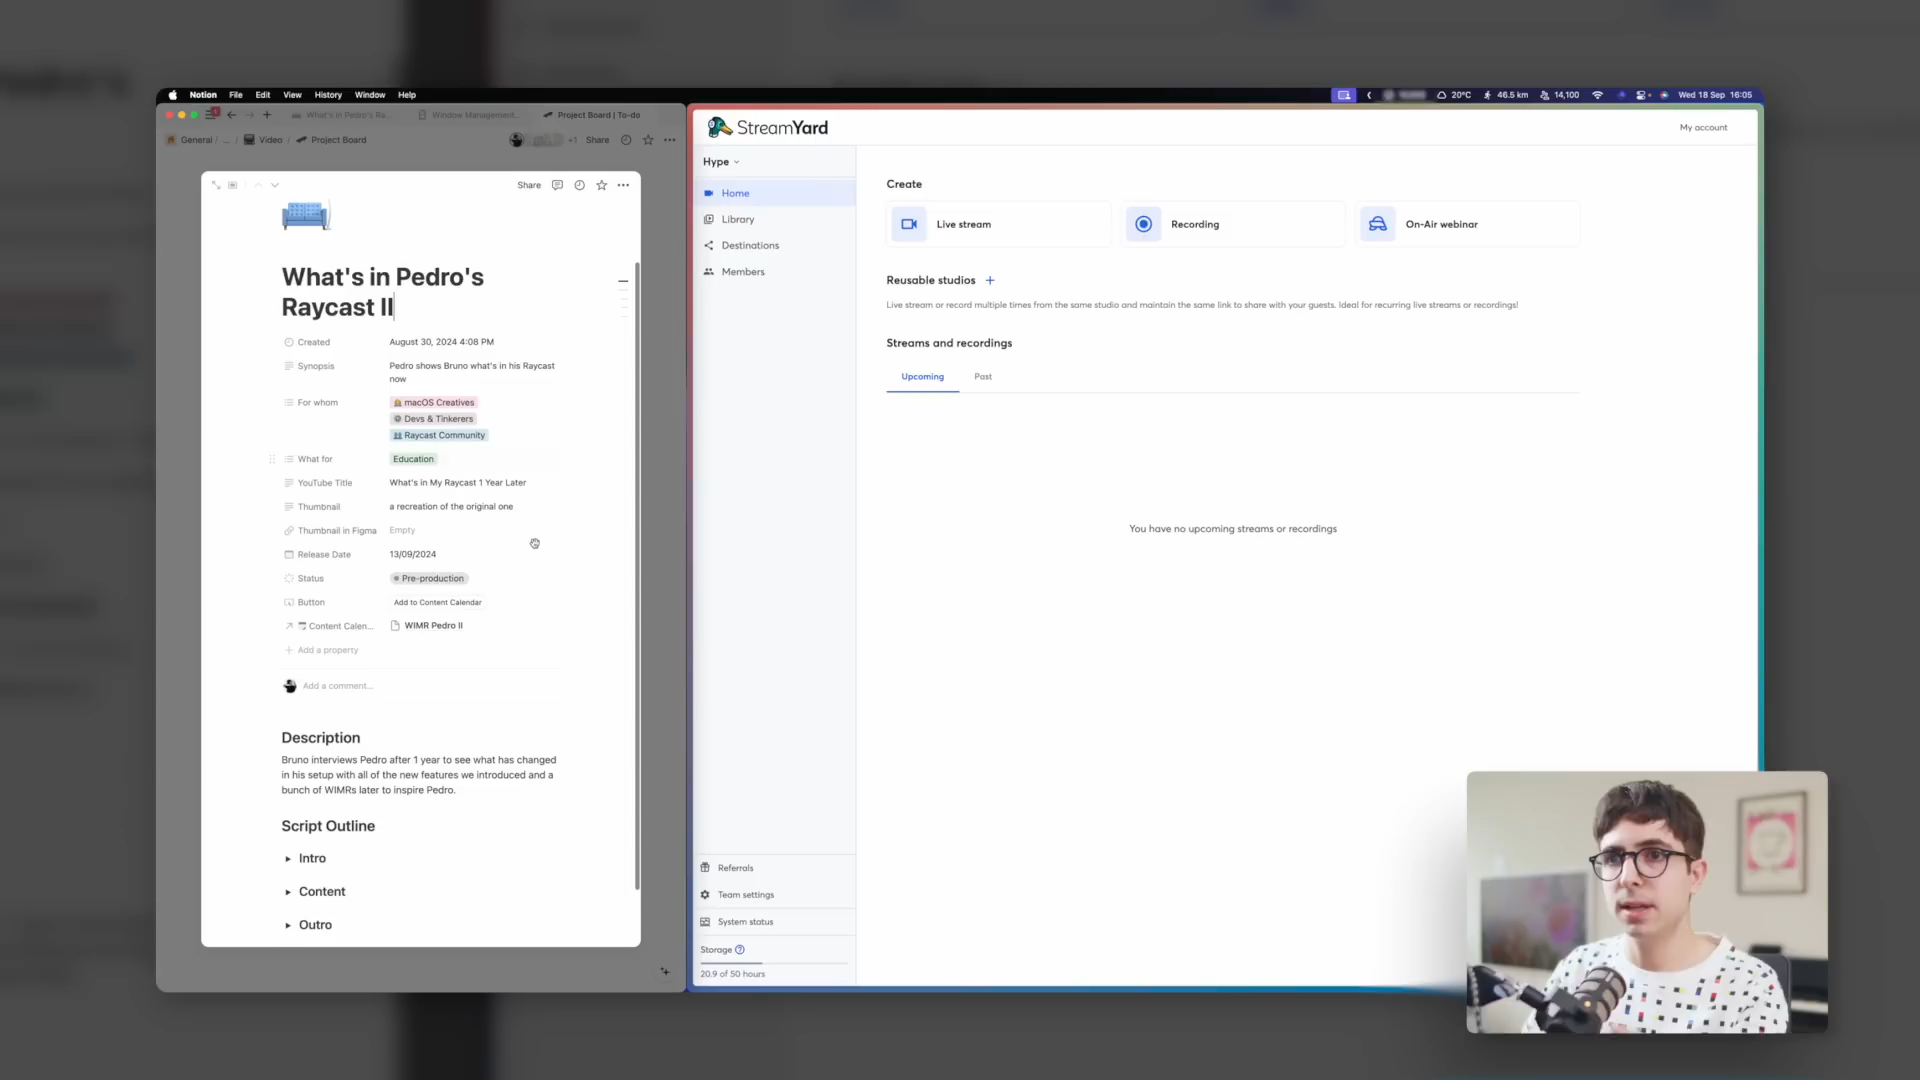 Notion File Edit View History Window Help
20°C 46.5 km 14,100 Wed 18 Sep 16:05
What's in Pedro's Ra... Window Management... Project Board | To-do
General / ... / Video / Project Board +1 Share
Share
What's in Pedro's
Raycast II
Created August 30, 2024 4:08 PM
Synopsis Pedro shows Bruno what's in his Raycast
now
For whom macOS Creatives
Devs & Tinkerers
Raycast Community
What for Education
YouTube Title What's in My Raycast 1 Year Later
Thumbnail a recreation of the original one
Thumbnail in Figma Empty
Release Date 13/09/2024
Status Pre-production
Button Add to Content Calendar
Content Calen... WIMR Pedro II
Add a property
Add a comment...
Description
Bruno interviews Pedro after 1 year to see what has changed
in his setup with all of the new features we introduced and a
bunch of WIMRs later to inspire Pedro.
Script Outline
Intro
Content
Outro
StreamYard
My account
Hype
Home
Library
Destinations
Members
Referrals
Team settings
System status
Storage
20.9 of 50 hours
Create
Live stream
Recording
On-Air webinar
Reusable studios
Live stream or record multiple times from the same studio and maintain the same link to share with your guests. Ideal for recurring live streams or recordings!
Streams and recordings
Upcoming Past
You have no upcoming streams or recordings